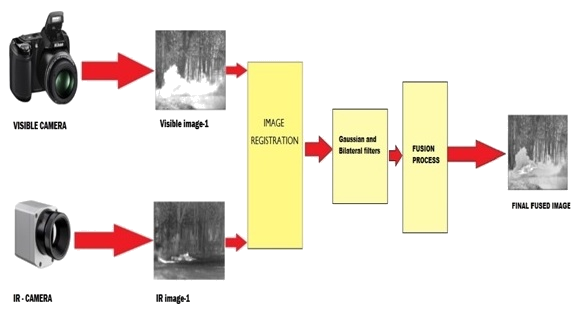 Nikon
VISIBLE CAMERA
Visible image-1
IMAGE
REGISTRATION
Gaussian and
Bilateral filters
FUSION
PROCESS
FINAL FUSED IMAGE
IR - CAMERA
IR image-1